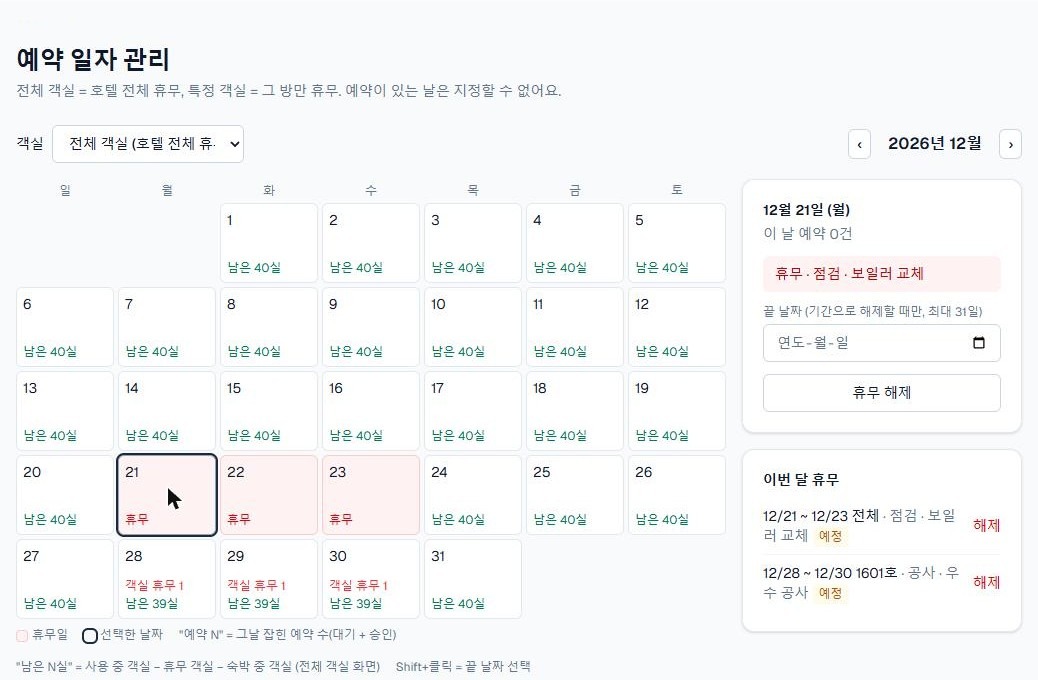 예약 일자 관리
전체 객실 = 호텔 전체 휴무, 특정 객실 = 그 방만 휴무. 예약이 있는 날은 지정할 수 없어요.
객실 전체 객실 (호텔 전체 휴·
‹ 2026년 12월 ›
일 월 화 수 목 금 토
1 2 3 4 5
남은 40실 남은 40실 남은 40실 남은 40실 남은 40실
6 7 8 9 10 11 12
남은 40실 남은 40실 남은 40실 남은 40실 남은 40실 남은 40실 남은 40실
13 14 15 16 17 18 19
남은 40실 남은 40실 남은 40실 남은 40실 남은 40실 남은 40실 남은 40실
20 21 22 23 24 25 26
남은 40실 휴무 휴무 휴무 남은 40실 남은 40실 남은 40실
27 28 29 30 31
객실 휴무 1 객실 휴무 1 객실 휴무 1
남은 40실 남은 39실 남은 39실 남은 39실 남은 40실
휴무일 선택한 날짜 "예약 N" = 그날 잡힌 예약 수(대기 + 승인)
"남은 N실" = 사용 중 객실 − 휴무 객실 − 숙박 중 객실 (전체 객실 화면) Shift+클릭 = 끝 날짜 선택
12월 21일 (월)
이 날 예약 0건
휴무 · 점검 · 보일러 교체
끝 날짜 (기간으로 해제할 때만, 최대 31일)
연도-월-일
휴무 해제
이번 달 휴무
12/21 ~ 12/23 전체 · 점검 · 보일
러 교체 예정
해제
12/28 ~ 12/30 1601호 · 공사 · 우
수 공사 예정
해제